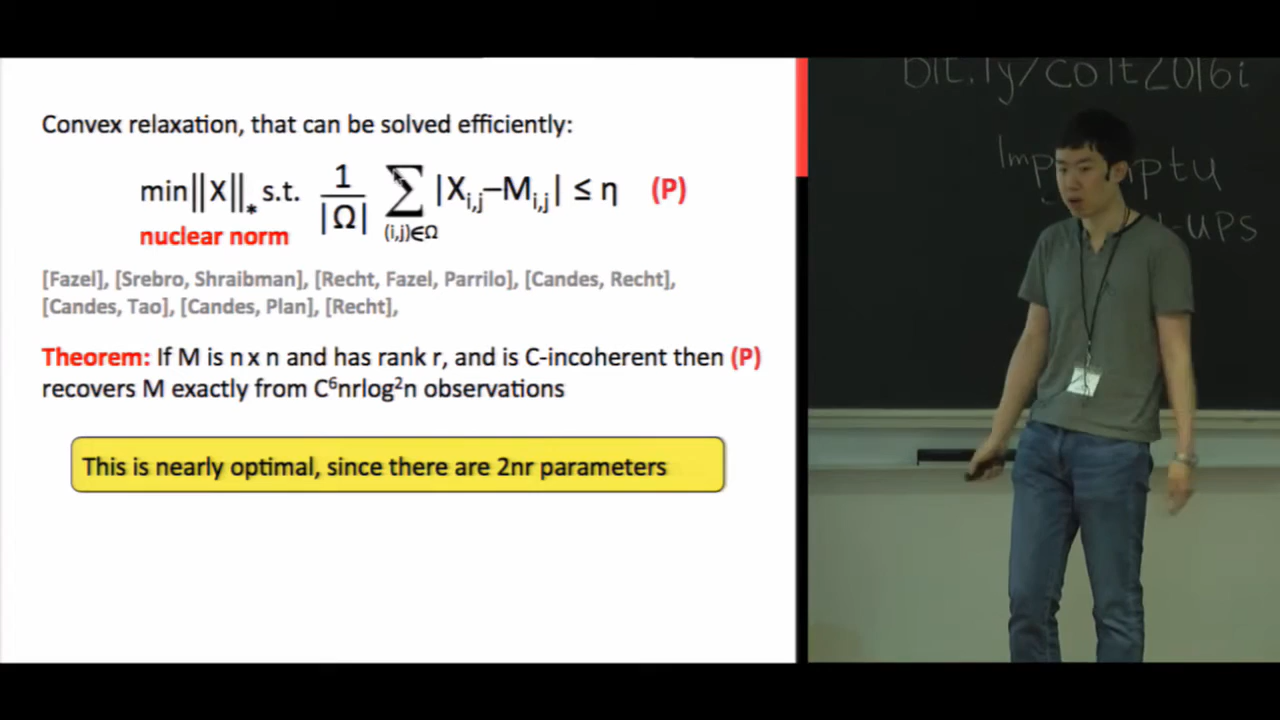 Convex relaxation, that can be solved efficiently:
min||X||* s.t. 1/|Ω| ∑(i,j)∈Ω |Xi,j–Mi,j| ≤ η (P)
nuclear norm
[Fazel], [Srebro, Shraibman], [Recht, Fazel, Parrilo], [Candes, Recht],
[Candes, Tao], [Candes, Plan], [Recht],
Theorem: If M is n x n and has rank r, and is C-incoherent then (P)
recovers M exactly from C⁶nrlog²n observations
This is nearly optimal, since there are 2nr parameters
bit.ly/colt2016i